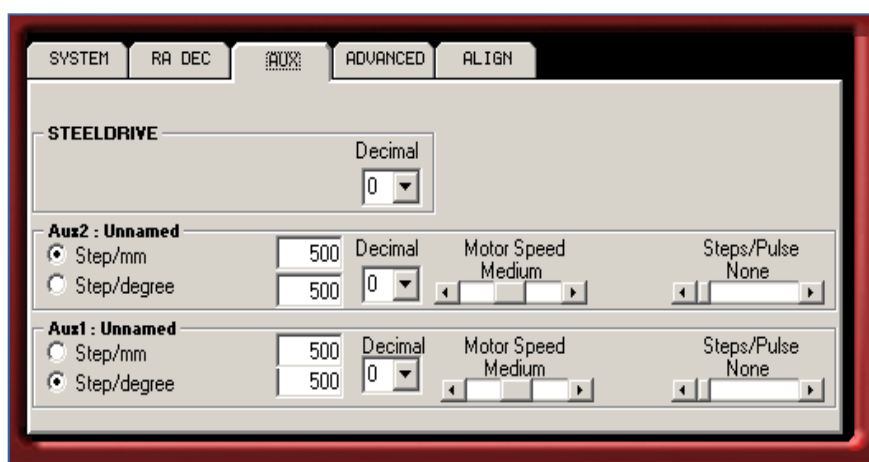 SYSTEM RA DEC AUX ADVANCED ALIGN
STEELDRIVE
Decimal
0
Aux2 : Unnamed
Step/mm 500 Decimal Motor Speed Steps/Pulse
Medium None
Step/degree 500 0
Aux1 : Unnamed
Step/mm 500 Decimal Motor Speed Steps/Pulse
Medium None
Step/degree 500 0